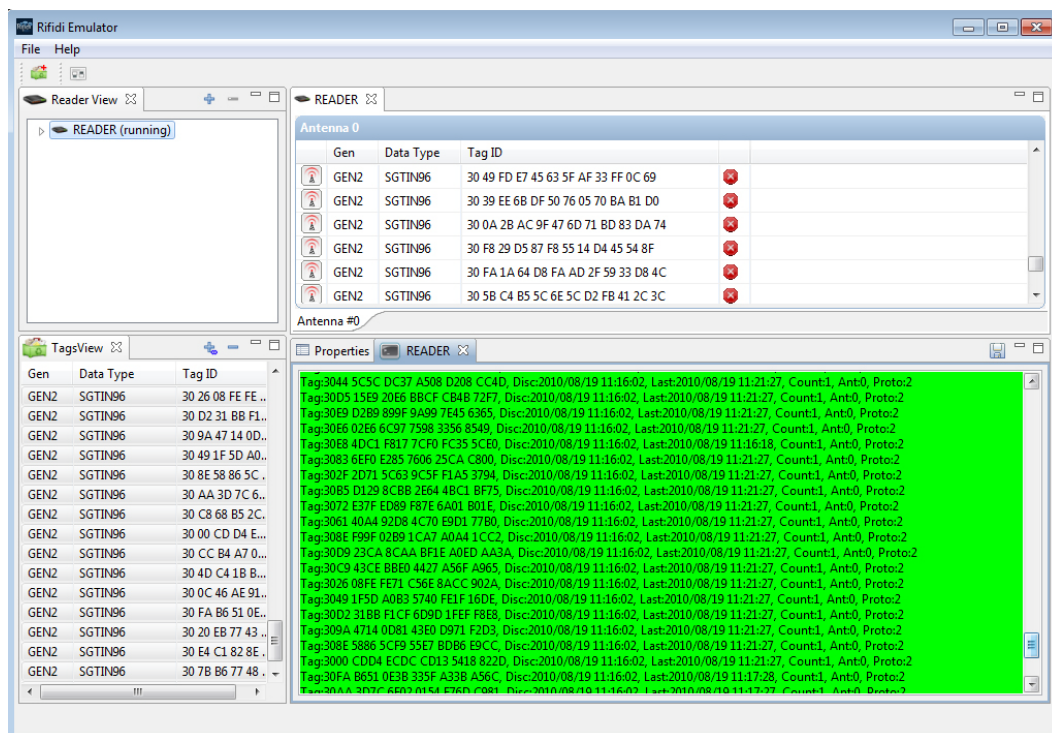 Rifidi Emulator
File Help
Reader View
READER (running)
READER
Antenna 0
Gen Data Type Tag ID
GEN2 SGTIN96 30 49 FD E7 45 63 5F AF 33 FF 0C 69
GEN2 SGTIN96 30 39 EE 6B DF 50 76 05 70 BA B1 D0
GEN2 SGTIN96 30 0A 2B AC 9F 47 6D 71 BD 83 DA 74
GEN2 SGTIN96 30 F8 29 D5 87 F8 55 14 D4 45 54 8F
GEN2 SGTIN96 30 FA 1A 64 D8 FA AD 2F 59 33 D8 4C
GEN2 SGTIN96 30 5B C4 B5 5C 6E 5C D2 FB 41 2C 3C
Antenna #0
TagsView
Gen Data Type Tag ID
GEN2 SGTIN96 30 26 08 FE FE ..
GEN2 SGTIN96 30 D2 31 BB F1...
GEN2 SGTIN96 30 9A 47 14 0D..
GEN2 SGTIN96 30 49 1F 5D A0..
GEN2 SGTIN96 30 8E 58 86 5C .
GEN2 SGTIN96 30 AA 3D 7C 6..
GEN2 SGTIN96 30 C8 68 B5 2C.
GEN2 SGTIN96 30 00 CD D4 E...
GEN2 SGTIN96 30 CC B4 A7 0...
GEN2 SGTIN96 30 4D C4 1B B...
GEN2 SGTIN96 30 0C 46 AE 91..
GEN2 SGTIN96 30 FA B6 51 0E..
GEN2 SGTIN96 30 20 EB 77 43 ..
GEN2 SGTIN96 30 E4 C1 82 8E .
GEN2 SGTIN96 30 7B B6 77 48 .
Properties READER
Tag:3044 5C5C DC37 A508 D208 CC4D, Disc:2010/08/19 11:16:02, Last:2010/08/19 11:21:27, Count:1, Ant:0, Proto:2
Tag:30D5 15E9 20E6 BBCF CB4B 72F7, Disc:2010/08/19 11:16:02, Last:2010/08/19 11:21:27, Count:1, Ant:0, Proto:2
Tag:30E9 D2B9 899F 9A99 7E45 6365, Disc:2010/08/19 11:16:02, Last:2010/08/19 11:21:27, Count:1, Ant:0, Proto:2
Tag:30E6 02E6 6C97 7598 3356 8549, Disc:2010/08/19 11:16:02, Last:2010/08/19 11:21:27, Count:1, Ant:0, Proto:2
Tag:30E8 4DC1 F817 7CF0 FC35 5CE0, Disc:2010/08/19 11:16:02, Last:2010/08/19 11:16:18, Count:1, Ant:0, Proto:2
Tag:3083 6EF0 E285 7606 25CA C800, Disc:2010/08/19 11:16:02, Last:2010/08/19 11:21:27, Count:1, Ant:0, Proto:2
Tag:302F 2D71 5C63 9C5F F1A5 3794, Disc:2010/08/19 11:16:02, Last:2010/08/19 11:21:27, Count:1, Ant:0, Proto:2
Tag:30B5 D129 8CBB 2E64 4BC1 BF75, Disc:2010/08/19 11:16:02, Last:2010/08/19 11:21:27, Count:1, Ant:0, Proto:2
Tag:3072 E37F ED89 F87E 6A01 B01E, Disc:2010/08/19 11:16:02, Last:2010/08/19 11:21:27, Count:1, Ant:0, Proto:2
Tag:3061 40A4 92D8 4C70 E9D1 77B0, Disc:2010/08/19 11:16:02, Last:2010/08/19 11:21:27, Count:1, Ant:0, Proto:2
Tag:308E F99F 02B9 1CA7 A0A4 1CC2, Disc:2010/08/19 11:16:02, Last:2010/08/19 11:21:27, Count:1, Ant:0, Proto:2
Tag:30D9 23CA 8CAA BF1E A0ED AA3A, Disc:2010/08/19 11:16:02, Last:2010/08/19 11:21:27, Count:1, Ant:0, Proto:2
Tag:30C9 43CE BBE0 4427 A56F A965, Disc:2010/08/19 11:16:02, Last:2010/08/19 11:21:27, Count:1, Ant:0, Proto:2
Tag:3026 08FE FE71 C56E 8ACC 902A, Disc:2010/08/19 11:16:02, Last:2010/08/19 11:21:27, Count:1, Ant:0, Proto:2
Tag:3049 1F5D A0B3 5740 FE1F 16DE, Disc:2010/08/19 11:16:02, Last:2010/08/19 11:21:27, Count:1, Ant:0, Proto:2
Tag:30D2 31BB F1CF 6D9D 1FEF F8E8, Disc:2010/08/19 11:16:02, Last:2010/08/19 11:21:27, Count:1, Ant:0, Proto:2
Tag:309A 4714 0D81 43E0 D971 F2D3, Disc:2010/08/19 11:16:02, Last:2010/08/19 11:21:27, Count:1, Ant:0, Proto:2
Tag:308E 5886 5CF9 55E7 BDB6 E9CC, Disc:2010/08/19 11:16:02, Last:2010/08/19 11:21:27, Count:1, Ant:0, Proto:2
Tag:3000 CDD4 ECDC CD13 5418 822D, Disc:2010/08/19 11:16:02, Last:2010/08/19 11:21:27, Count:1, Ant:0, Proto:2
Tag:30FA B651 0E3B 335F A33B A56C, Disc:2010/08/19 11:16:02, Last:2010/08/19 11:17:28, Count:1, Ant:0, Proto:2
Tag:30AA 3D7C 6F02 0154 F76D C981, Disc:2010/08/19 11:16:02, Last:2010/08/19 11:17:27, Count:1, Ant:0, Proto:2